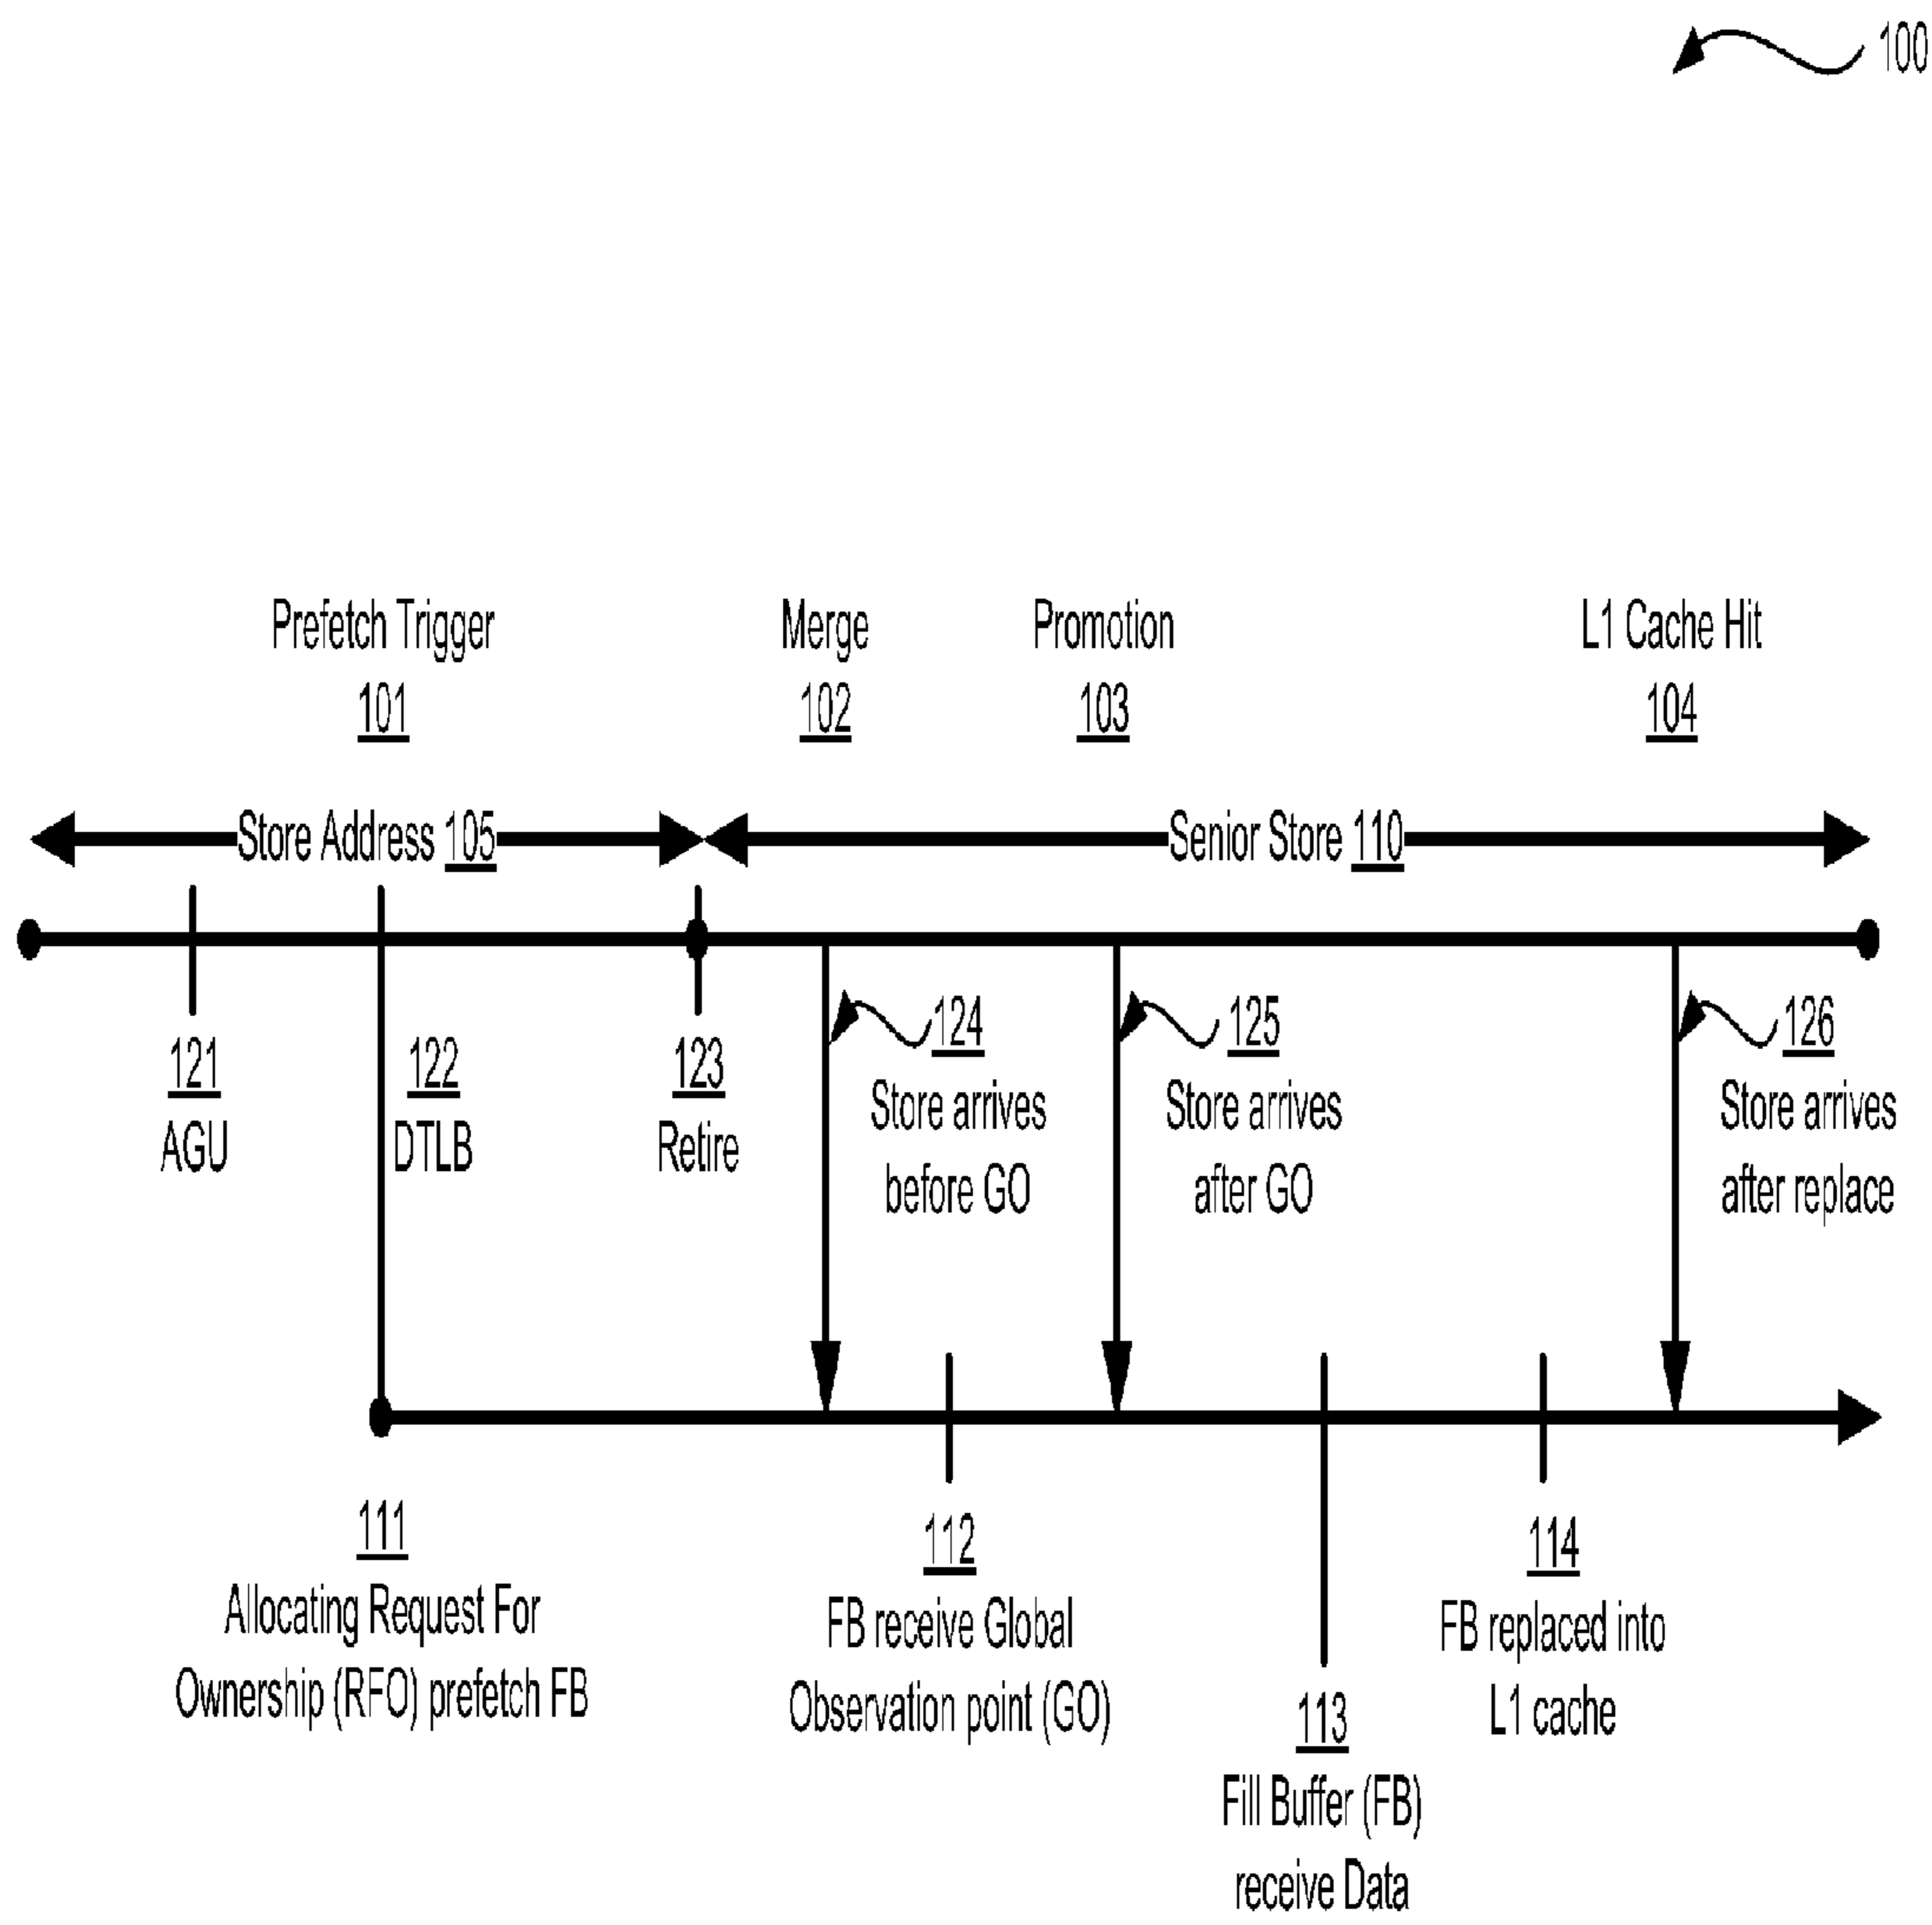 100
Prefetch Trigger
101
Merge
102
Promotion
103
L1 Cache Hit
104
Store Address 105
Senior Store 110
121
AGU
122
DTLB
123
Retire
124
Store arrives
before GO
125
Store arrives
after GO
126
Store arrives
after replace
111
Allocating Request For
Ownership (RFO) prefetch FB
112
FB receive Global
Observation point (GO)
113
Fill Buffer (FB)
receive Data
114
FB replaced into
L1 cache